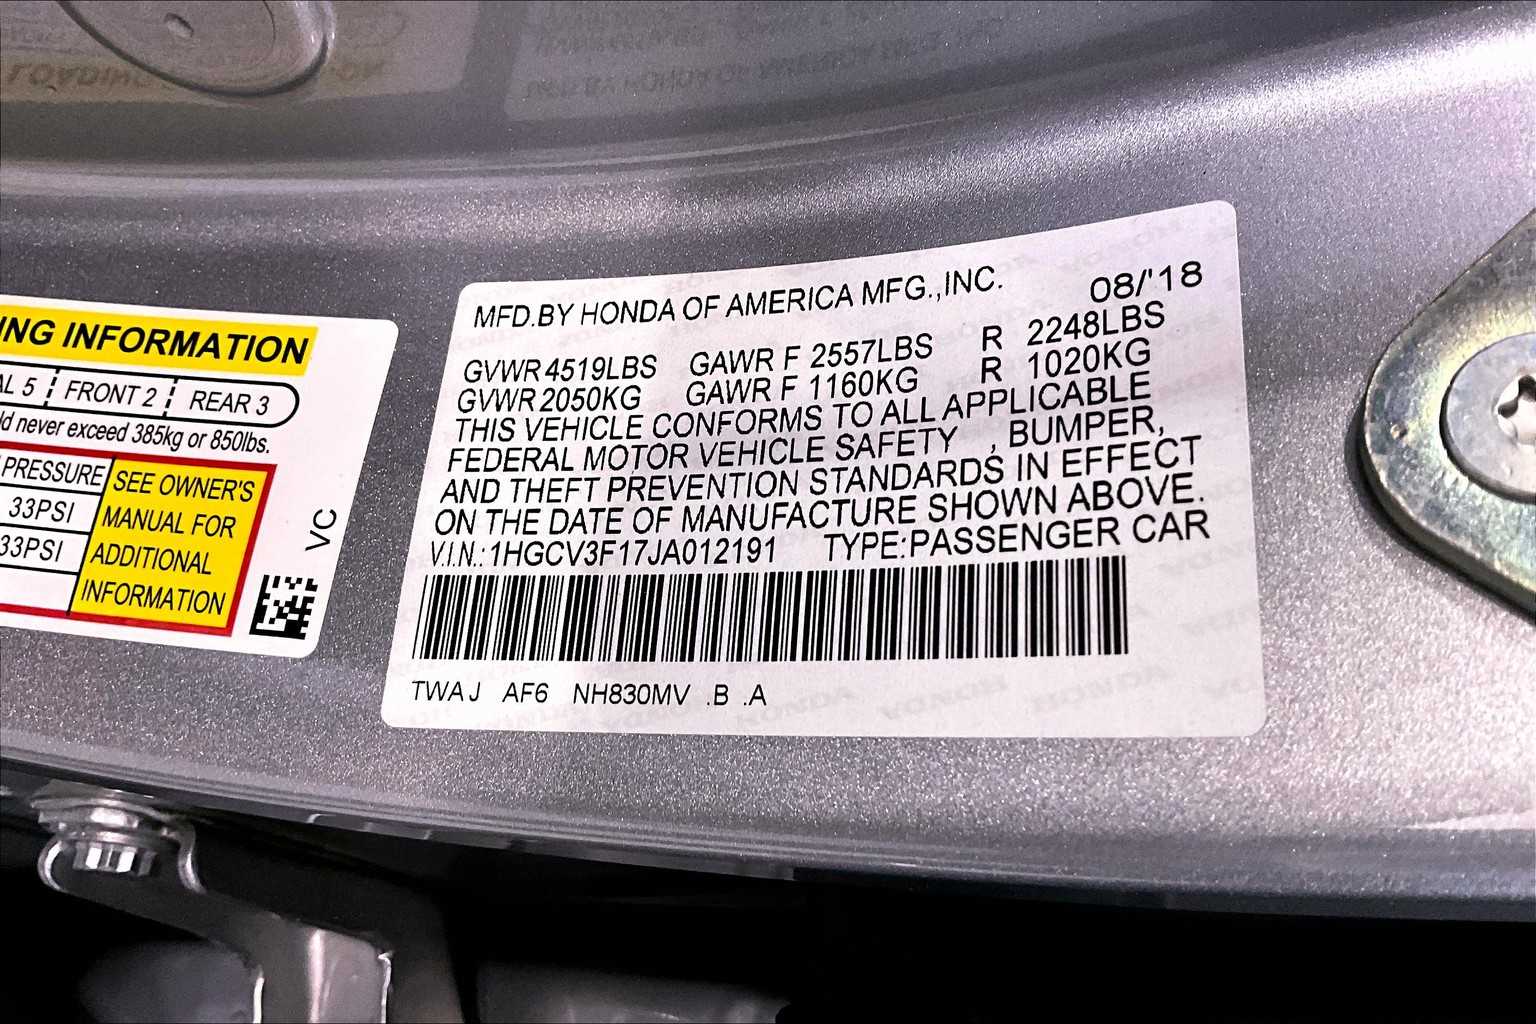 ING INFORMATION
AL 5 FRONT 2 REAR 3
ld never exceed 385kg or 850lbs.
PRESSURE
33PSI
33PSI
SEE OWNER'S
MANUAL FOR
ADDITIONAL
INFORMATION
VC
MFD.BY HONDA OF AMERICA MFG.,INC. 08/'18
GVWR 4519LBS GAWR F 2557LBS R 2248LBS
GVWR 2050KG GAWR F 1160KG R 1020KG
THIS VEHICLE CONFORMS TO ALL APPLICABLE
FEDERAL MOTOR VEHICLE SAFETY , BUMPER,
AND THEFT PREVENTION STANDARDS IN EFFECT
ON THE DATE OF MANUFACTURE SHOWN ABOVE.
V.I.N.: 1HGCV3F17JA012191 TYPE:PASSENGER CAR
TWAJ AF6 NH830MV .B .A